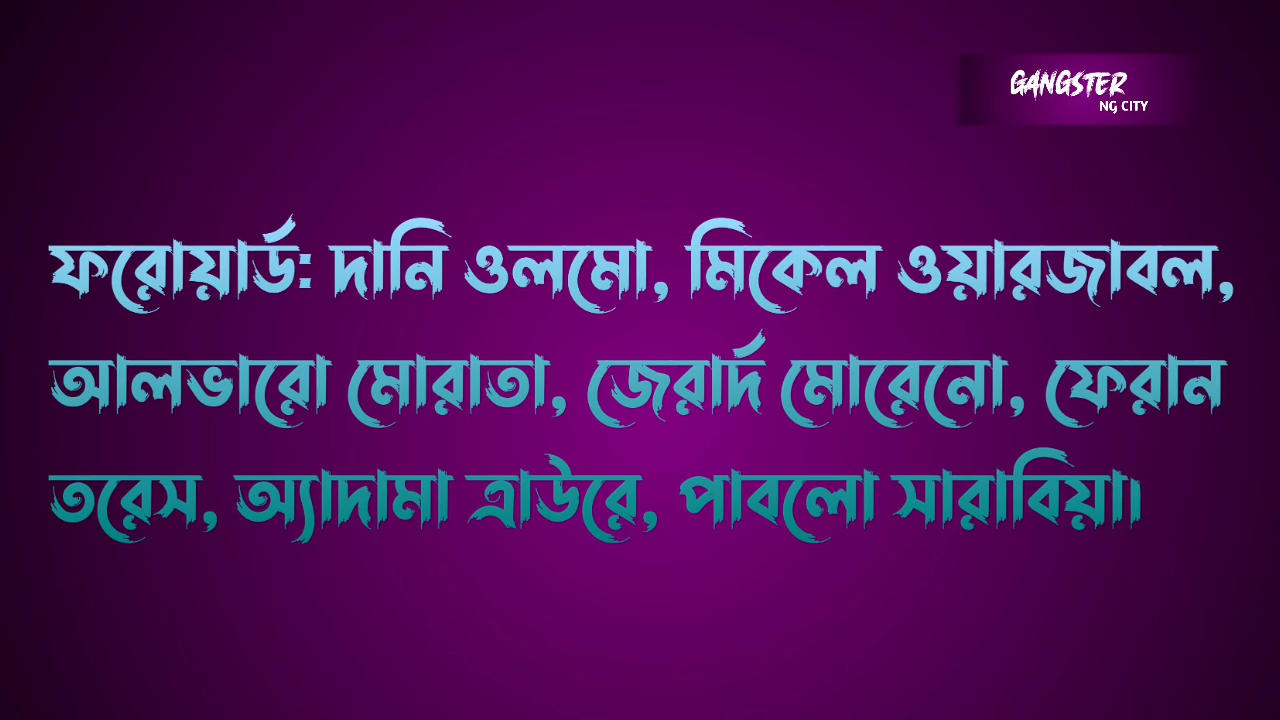 GANGSTER
NG CITY
ফরোয়ার্ড: দানি ওলমো, মিকেল ওয়ারজাবল,
আলভারো মোরাতা, জেরার্দ মোরেনো, ফেরান
তরেস, অ্যাদামা ত্রাউরে, পাবলো সারাবিয়া।